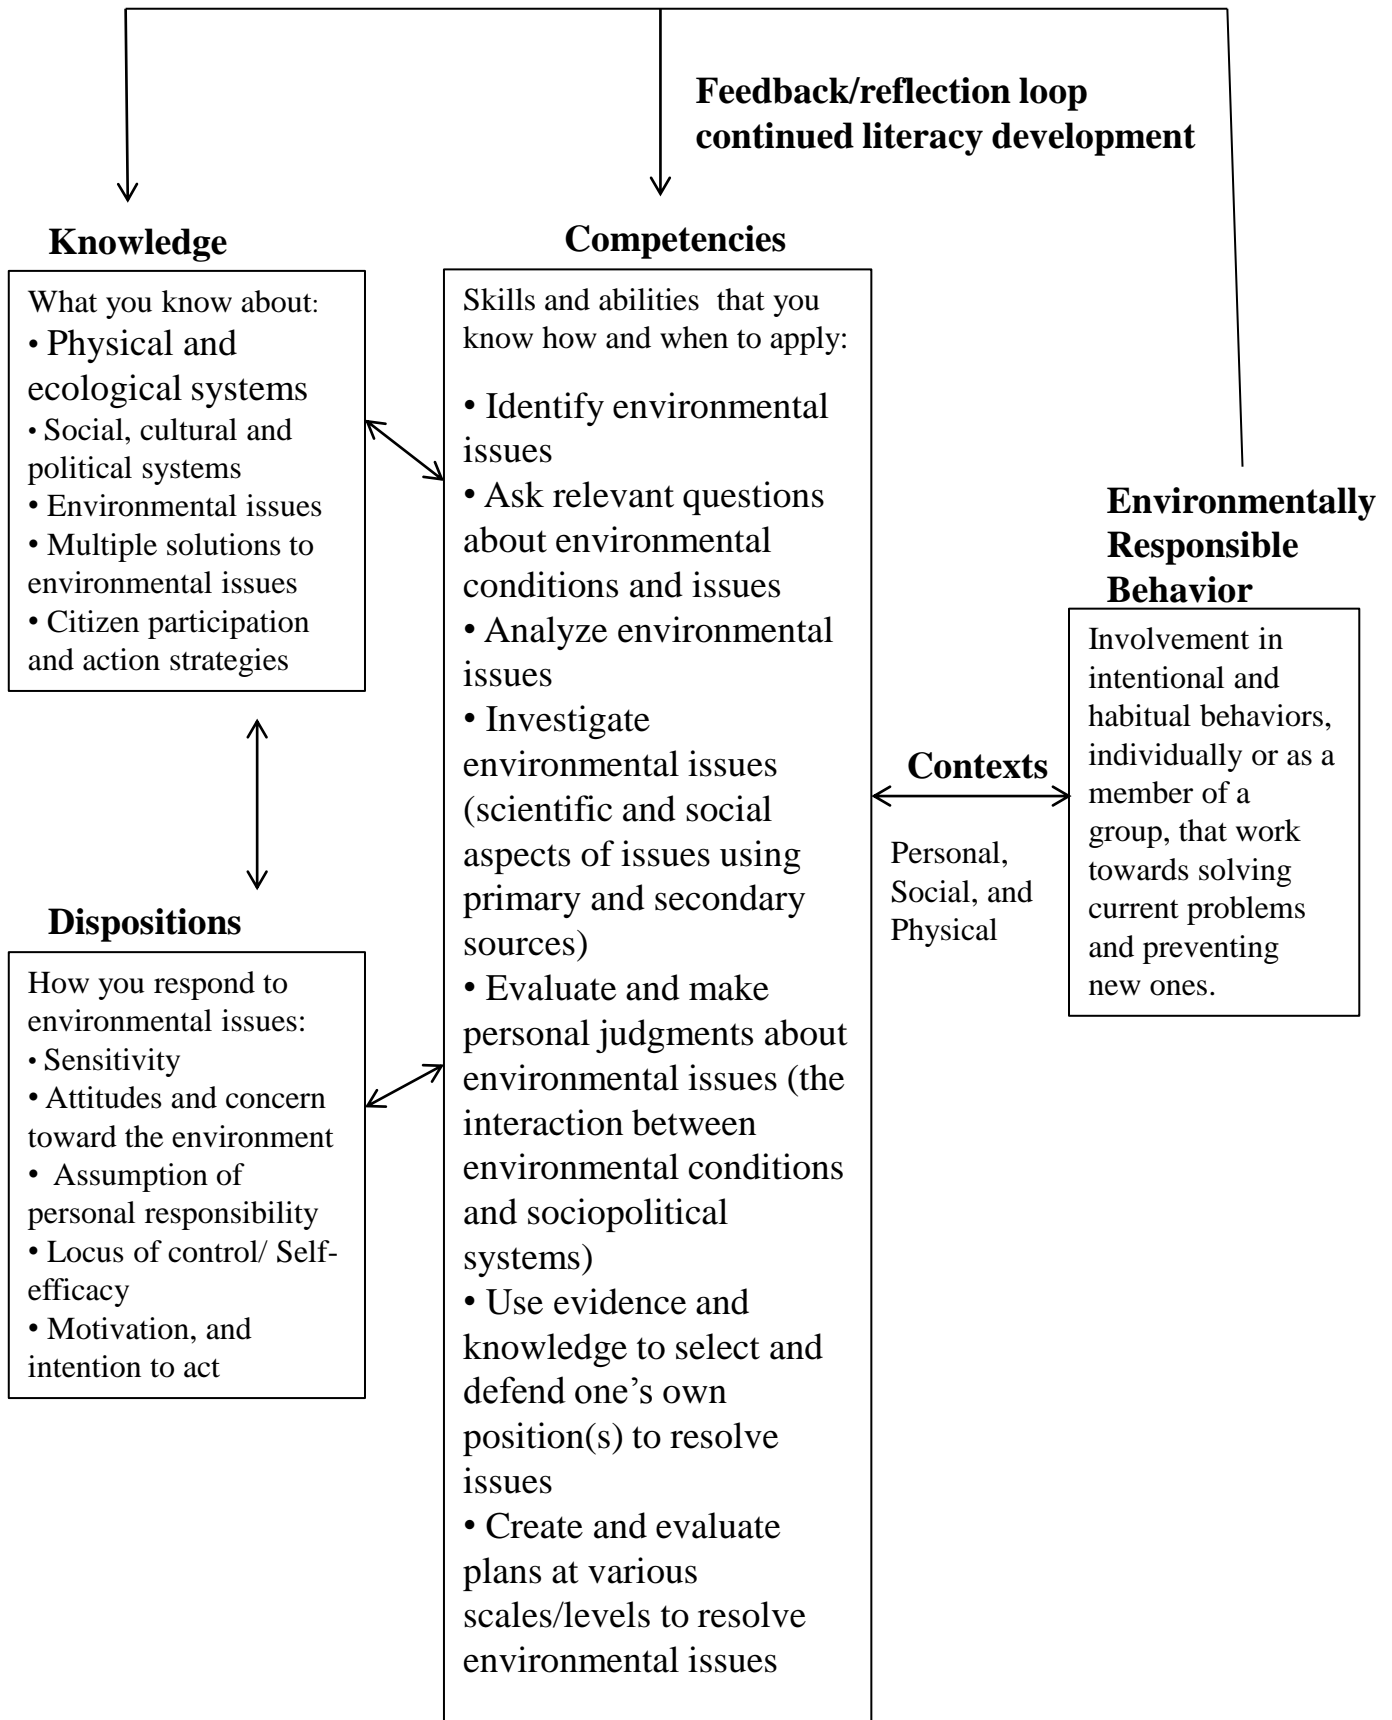 Feedback/reflection loop
continued literacy development
Knowledge
What you know about:
• Physical and
ecological systems
• Social, cultural and
political systems
• Environmental issues
• Multiple solutions to
environmental issues
• Citizen participation
and action strategies
Dispositions
How you respond to
environmental issues:
• Sensitivity
• Attitudes and concern
toward the environment
•  Assumption of
personal responsibility
• Locus of control/ Self-
efficacy
• Motivation, and
intention to act
Competencies
Skills and abilities  that you
know how and when to apply:
• Identify environmental
issues
• Ask relevant questions
about environmental
conditions and issues
• Analyze environmental
issues
• Investigate
environmental issues
(scientific and social
aspects of issues using
primary and secondary
sources)
• Evaluate and make
personal judgments about
environmental issues (the
interaction between
environmental conditions
and sociopolitical
systems)
• Use evidence and
knowledge to select and
defend one’s own
position(s) to resolve
issues
• Create and evaluate
plans at various
scales/levels to resolve
environmental issues
Contexts
Personal,
Social, and
Physical
Environmentally
Responsible
Behavior
Involvement in
intentional and
habitual behaviors,
individually or as a
member of a
group, that work
towards solving
current problems
and preventing
new ones.